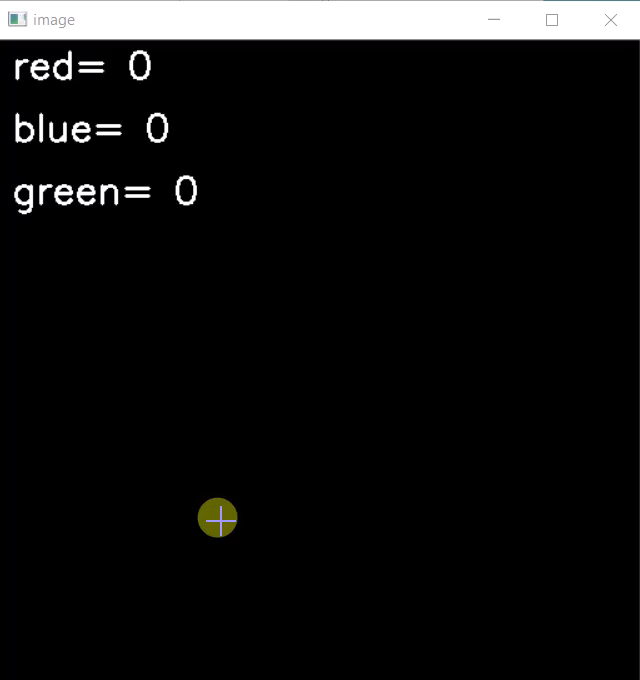 image
red= 0
blue= 0
green= 0